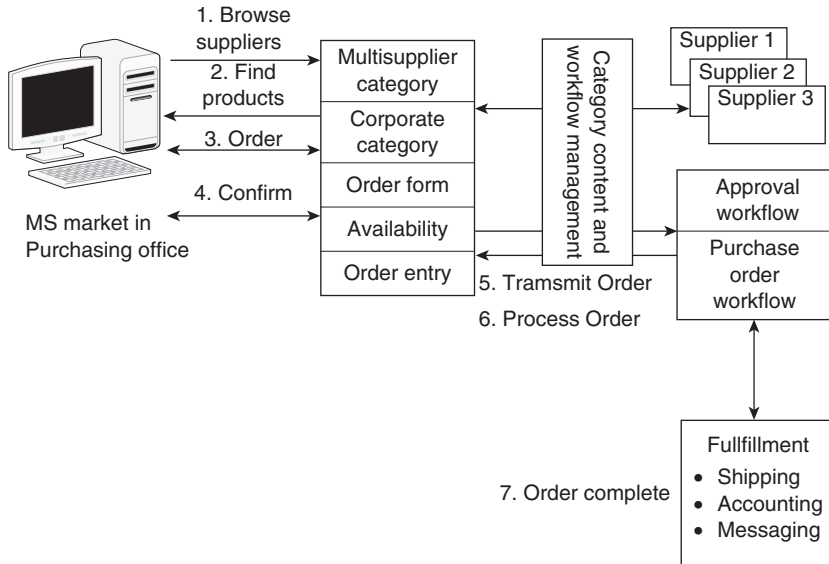 1. Browse
suppliers
2. Find
products
3. Order
4. Confirm
MS market in
Purchasing office
Multisupplier
category
Corporate
category
Order form
Availability
Order entry
Category content and
workflow management
Supplier 1
Supplier 2
Supplier 3
Approval
workflow
Purchase
order
workflow
5. Tramsmit Order
6. Process Order
7. Order complete
Fullfillment
• Shipping
• Accounting
• Messaging